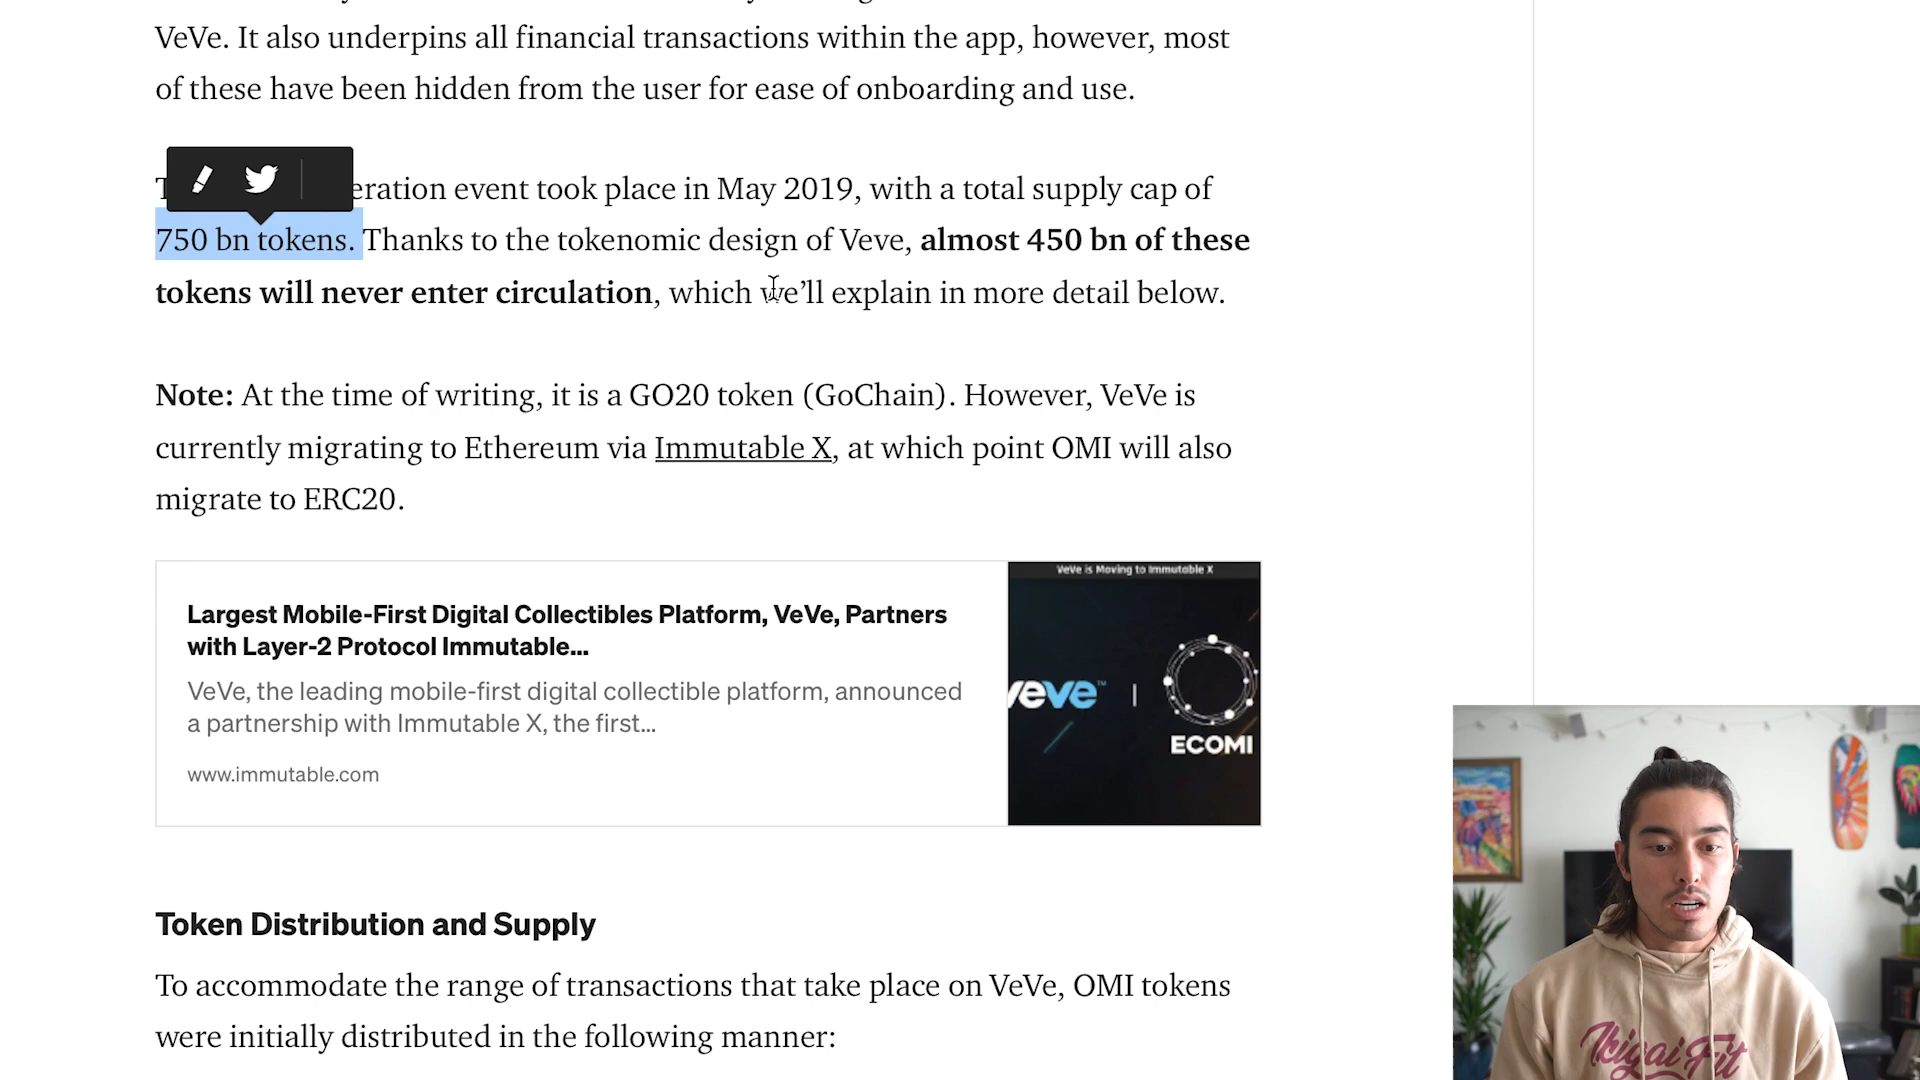 VeVe. It also underpins all financial transactions within the app, however, most
of these have been hidden from the user for ease of onboarding and use.
eration event took place in May 2019, with a total supply cap of
750 bn tokens. Thanks to the tokenomic design of Veve, almost 450 bn of these
tokens will never enter circulation, which we’ll explain in more detail below.
Note: At the time of writing, it is a GO20 token (GoChain). However, VeVe is
currently migrating to Ethereum via Immutable X, at which point OMI will also
migrate to ERC20.
Largest Mobile-First Digital Collectibles Platform, VeVe, Partners
with Layer-2 Protocol Immutable...
VeVe, the leading mobile-first digital collectible platform, announced
a partnership with Immutable X, the first...
www.immutable.com
VeVe is Moving to Immutable X
veve™ |
ECOMI
Token Distribution and Supply
To accommodate the range of transactions that take place on VeVe, OMI tokens
were initially distributed in the following manner:
Ikigai Fit